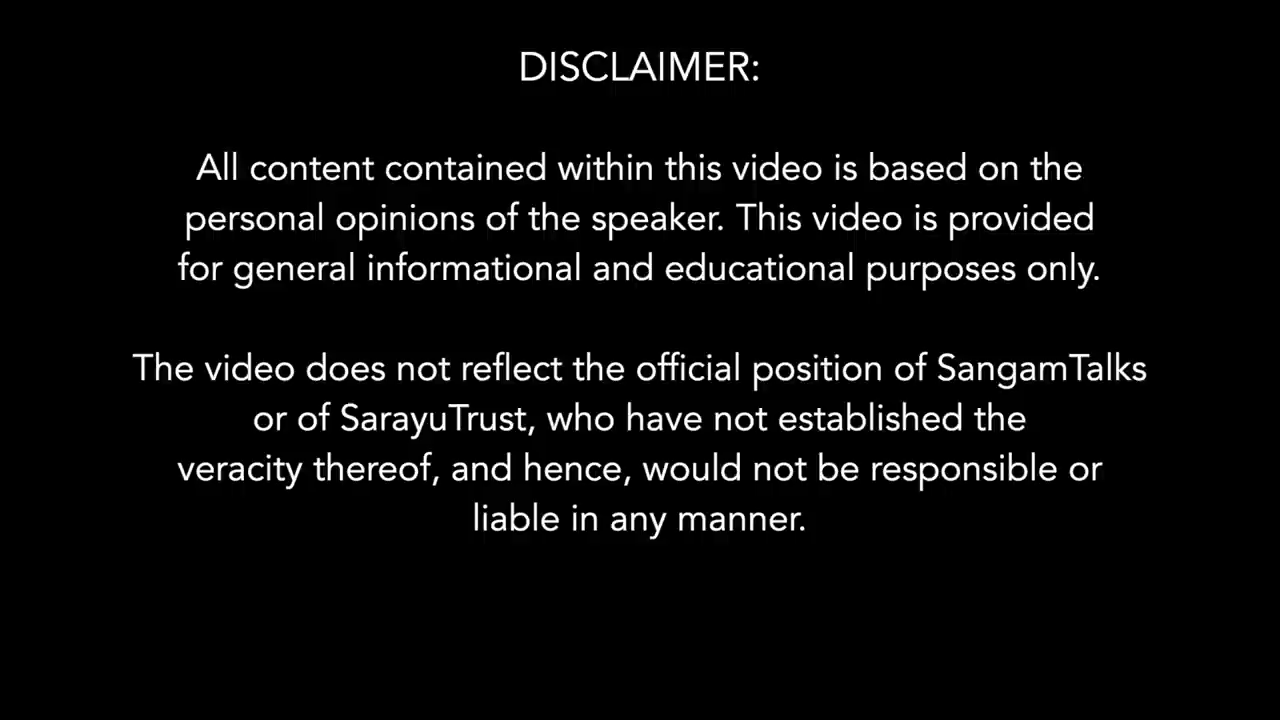 DISCLAIMER:
All content contained within this video is based on the
personal opinions of the speaker. This video is provided
for general informational and educational purposes only.
The video does not reflect the official position of SangamTalks
or of SarayuTrust, who have not established the
veracity thereof, and hence, would not be responsible or
liable in any manner.